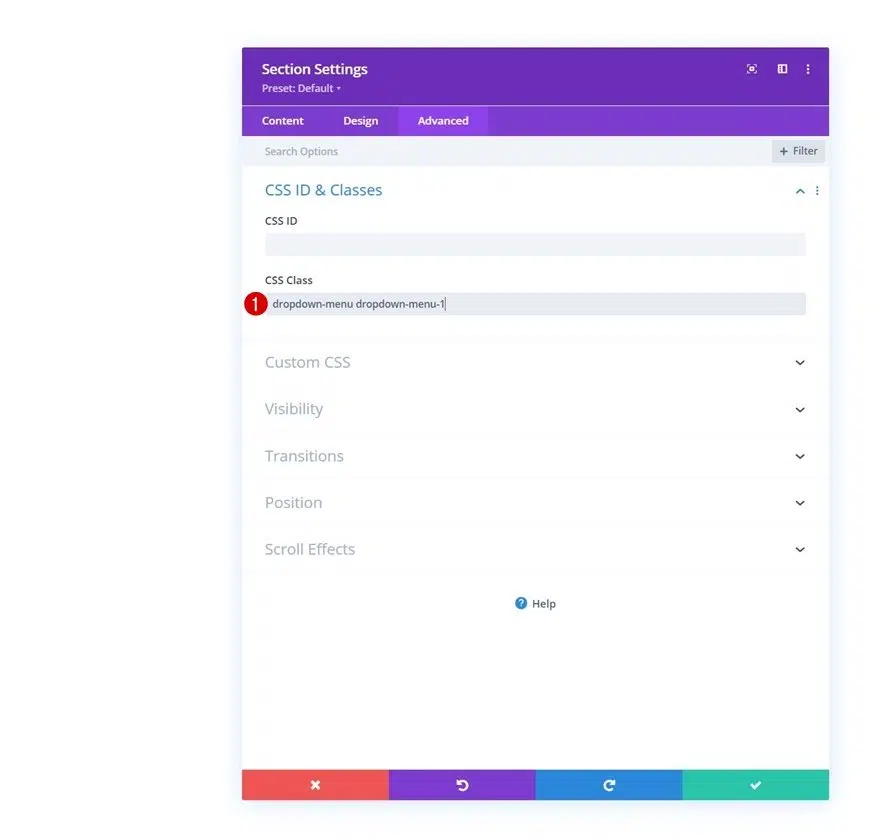 Section Settings
Preset: Default
Content Design Advanced
Search Options
+ Filter
CSS ID & Classes
CSS ID
CSS Class
1 dropdown-menu dropdown-menu-1
Custom CSS
Visibility
Transitions
Position
Scroll Effects
? Help